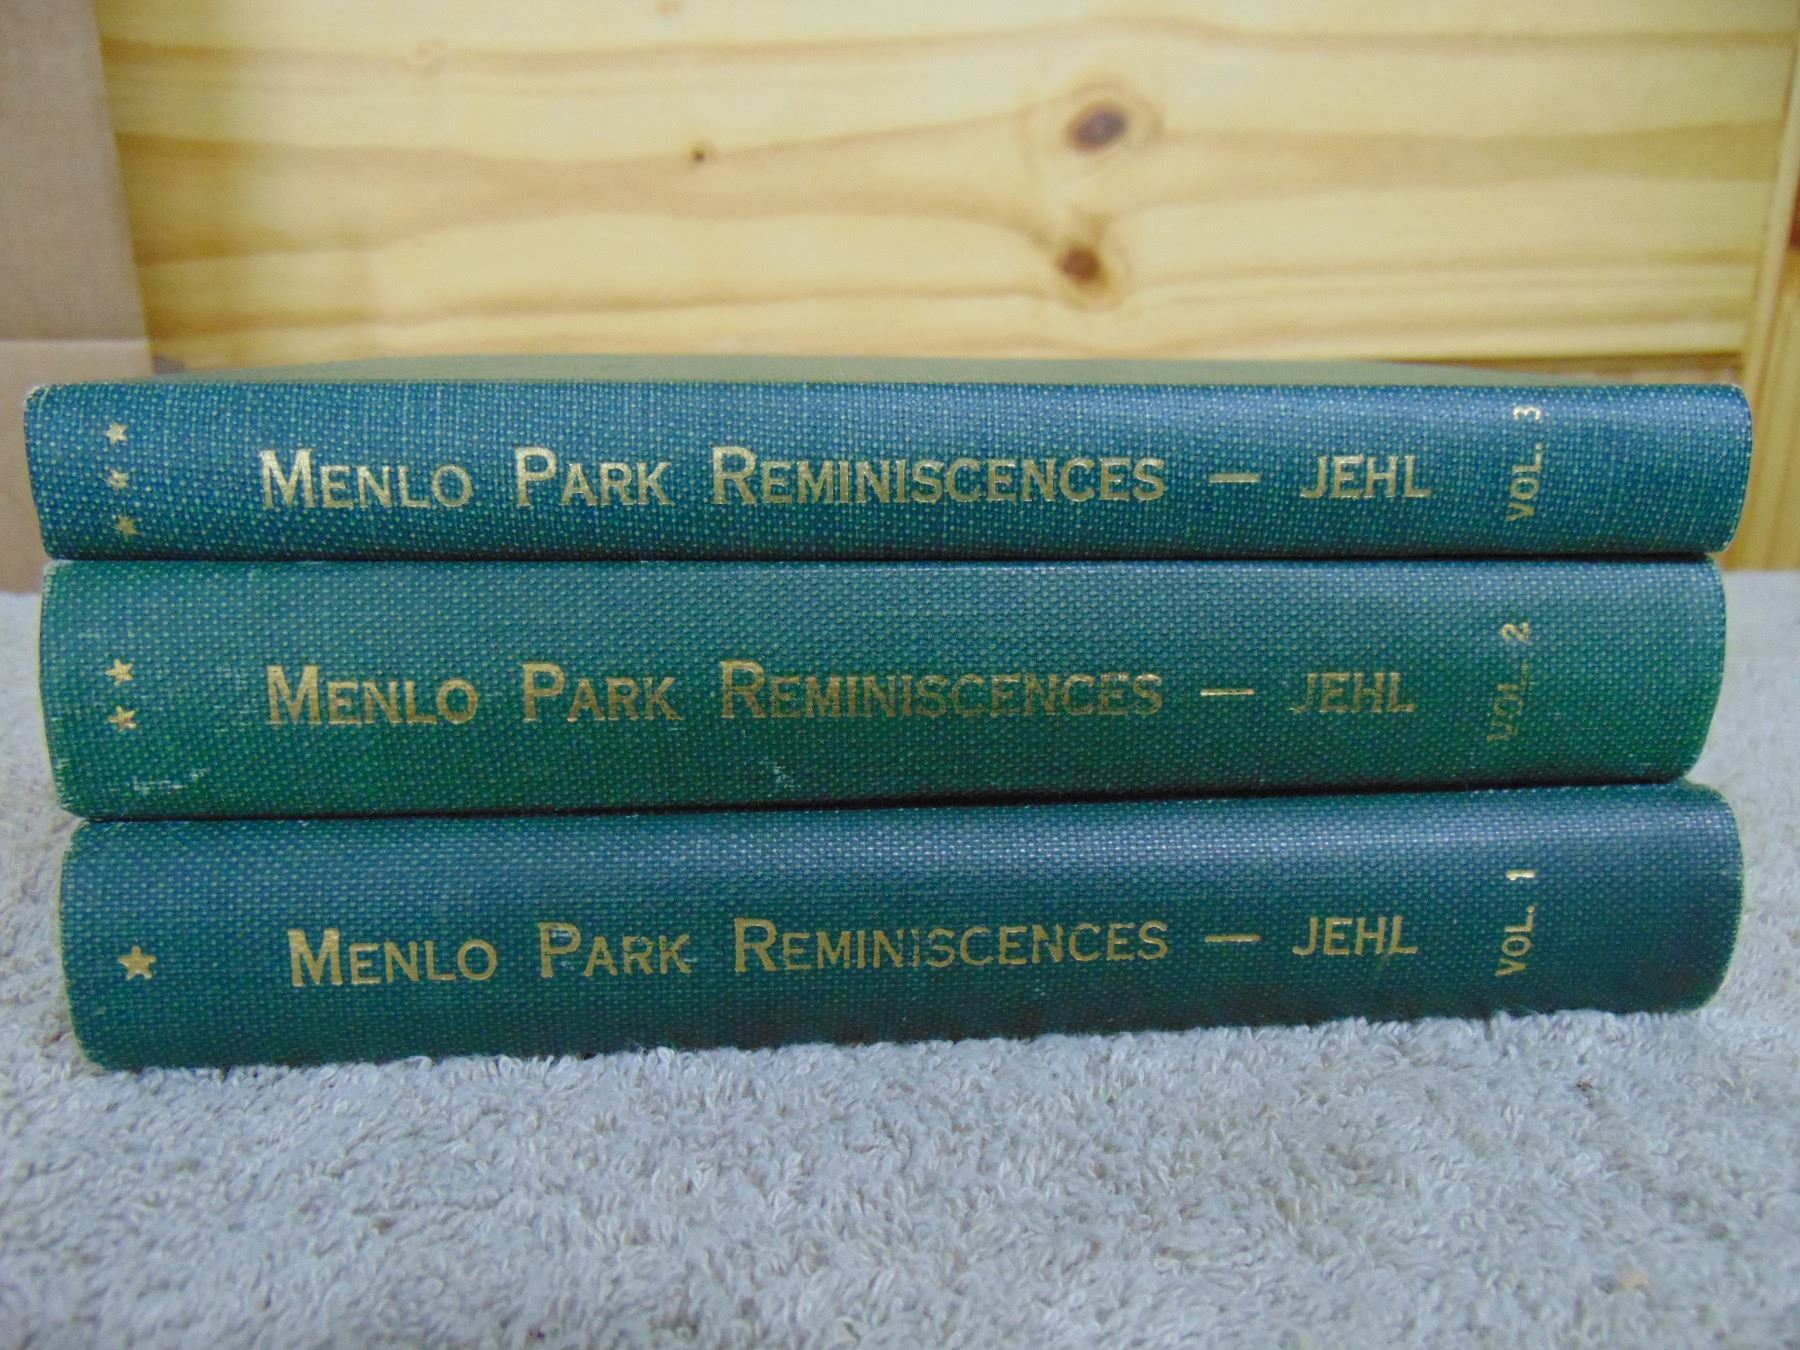 MENLO PARK REMINISCENCES — JEHL VOL. 3
MENLO PARK REMINISCENCES — JEHL VOL. 2
MENLO PARK REMINISCENCES — JEHL VOL. 1